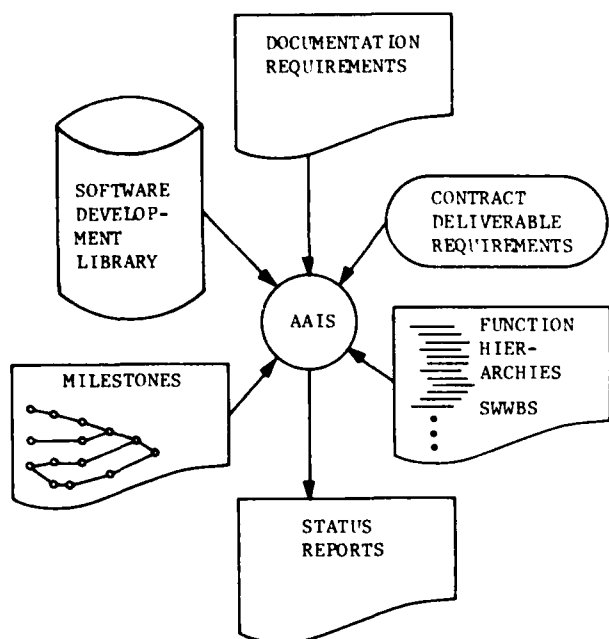 DOCUMENTATION
REQUIREMENTS
SOFTWARE
DEVELOP-
MENT
LIBRARY
CONTRACT
DELIVERABLE
REQUIREMENTS
AAIS
FUNCTION
HIER-
ARCHIES
SWWBS
MILESTONES
STATUS
REPORTS